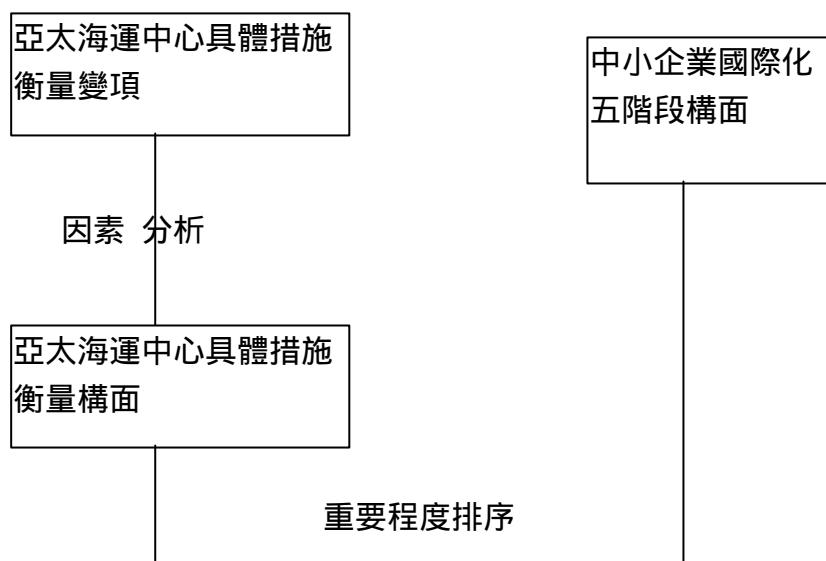 亞太海運中心具體措施
衡量變項
中小企業國際化
五階段構面
因素 分析
亞太海運中心具體措施
衡量構面
重要程度排序